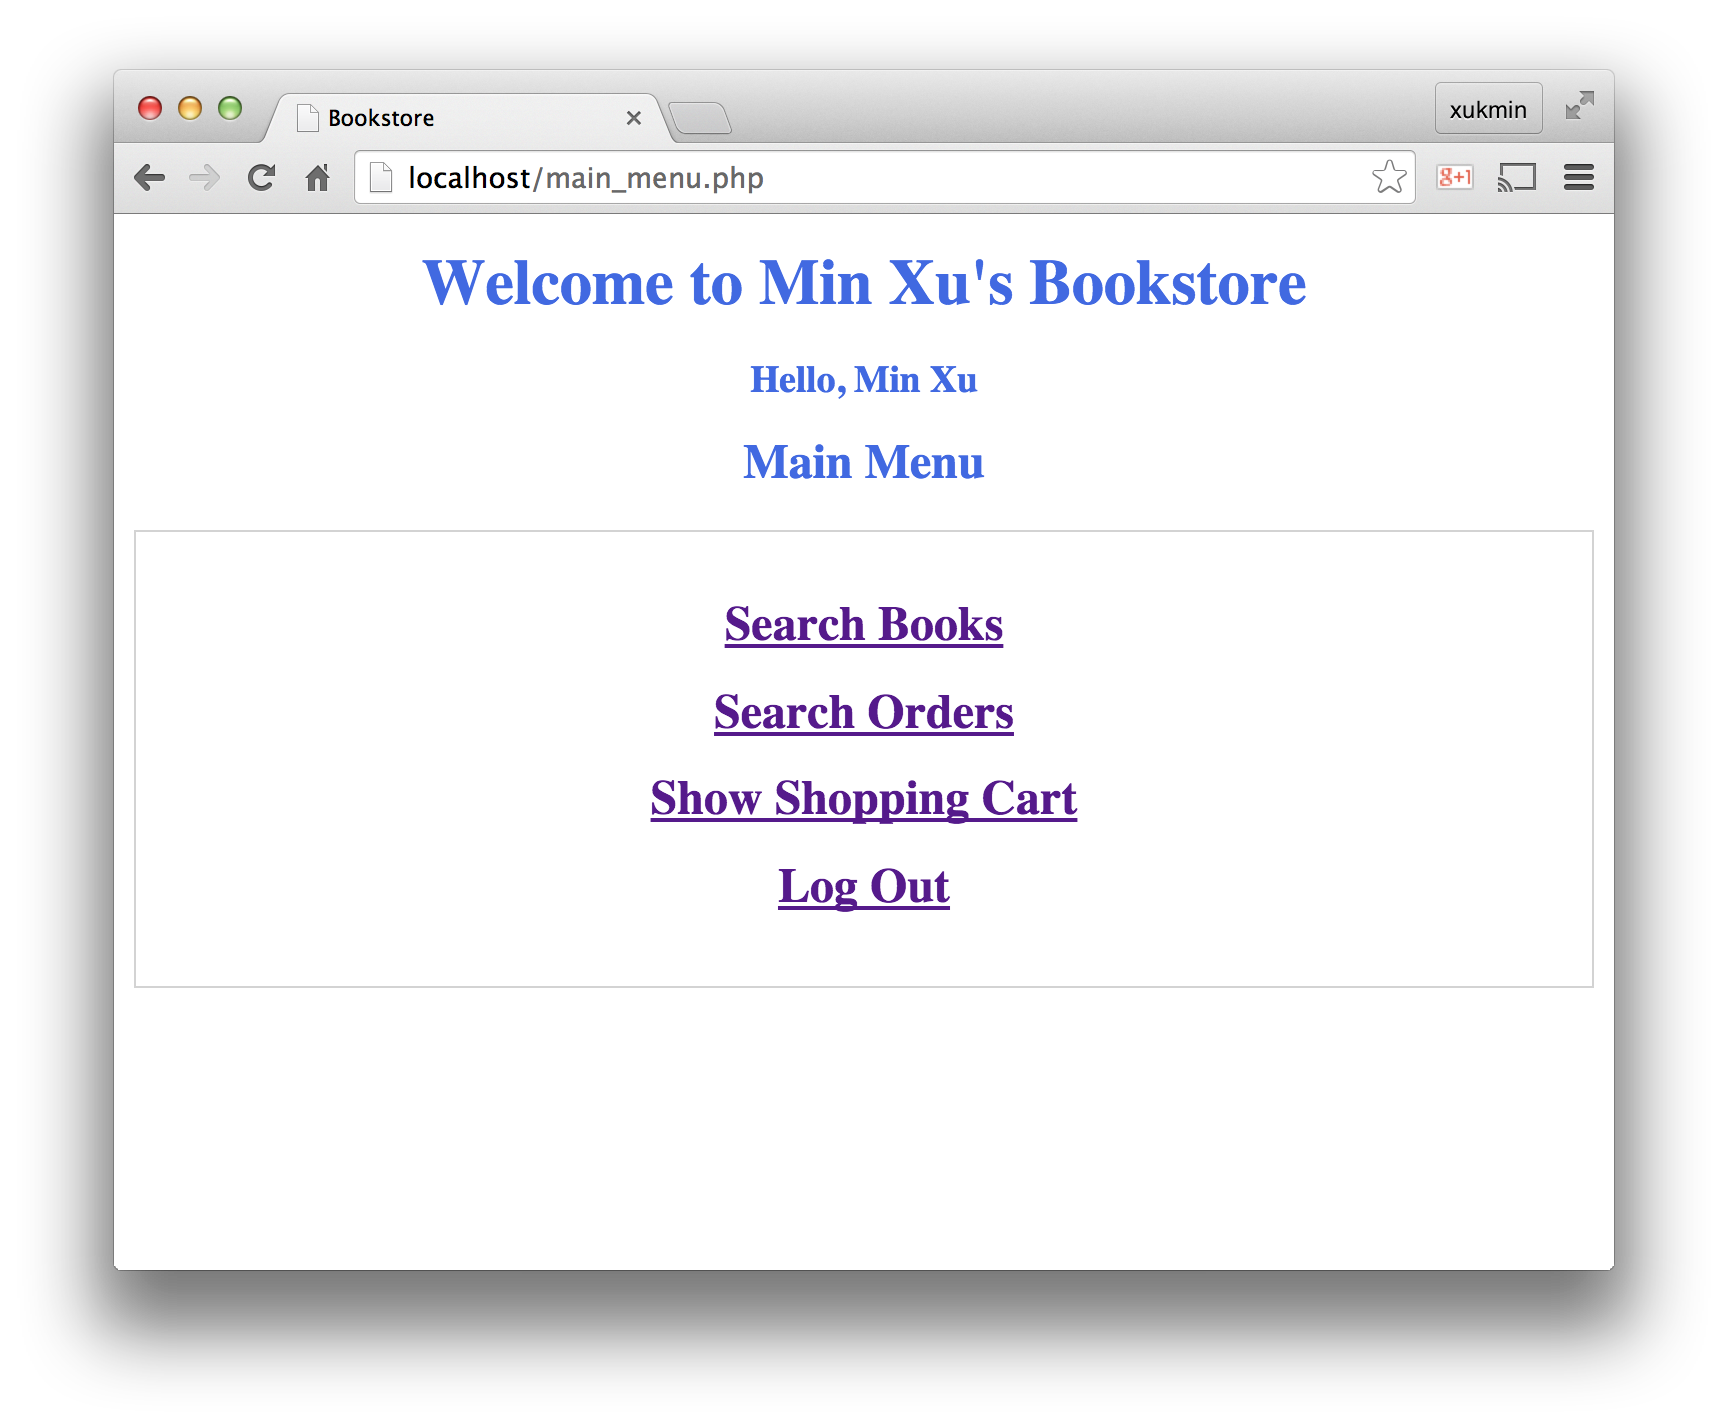 Bookstore
xukmin
localhost/main_menu.php
g+1
Welcome to Min Xu's Bookstore
Hello, Min Xu
Main Menu
Search Books
Search Orders
Show Shopping Cart
Log Out